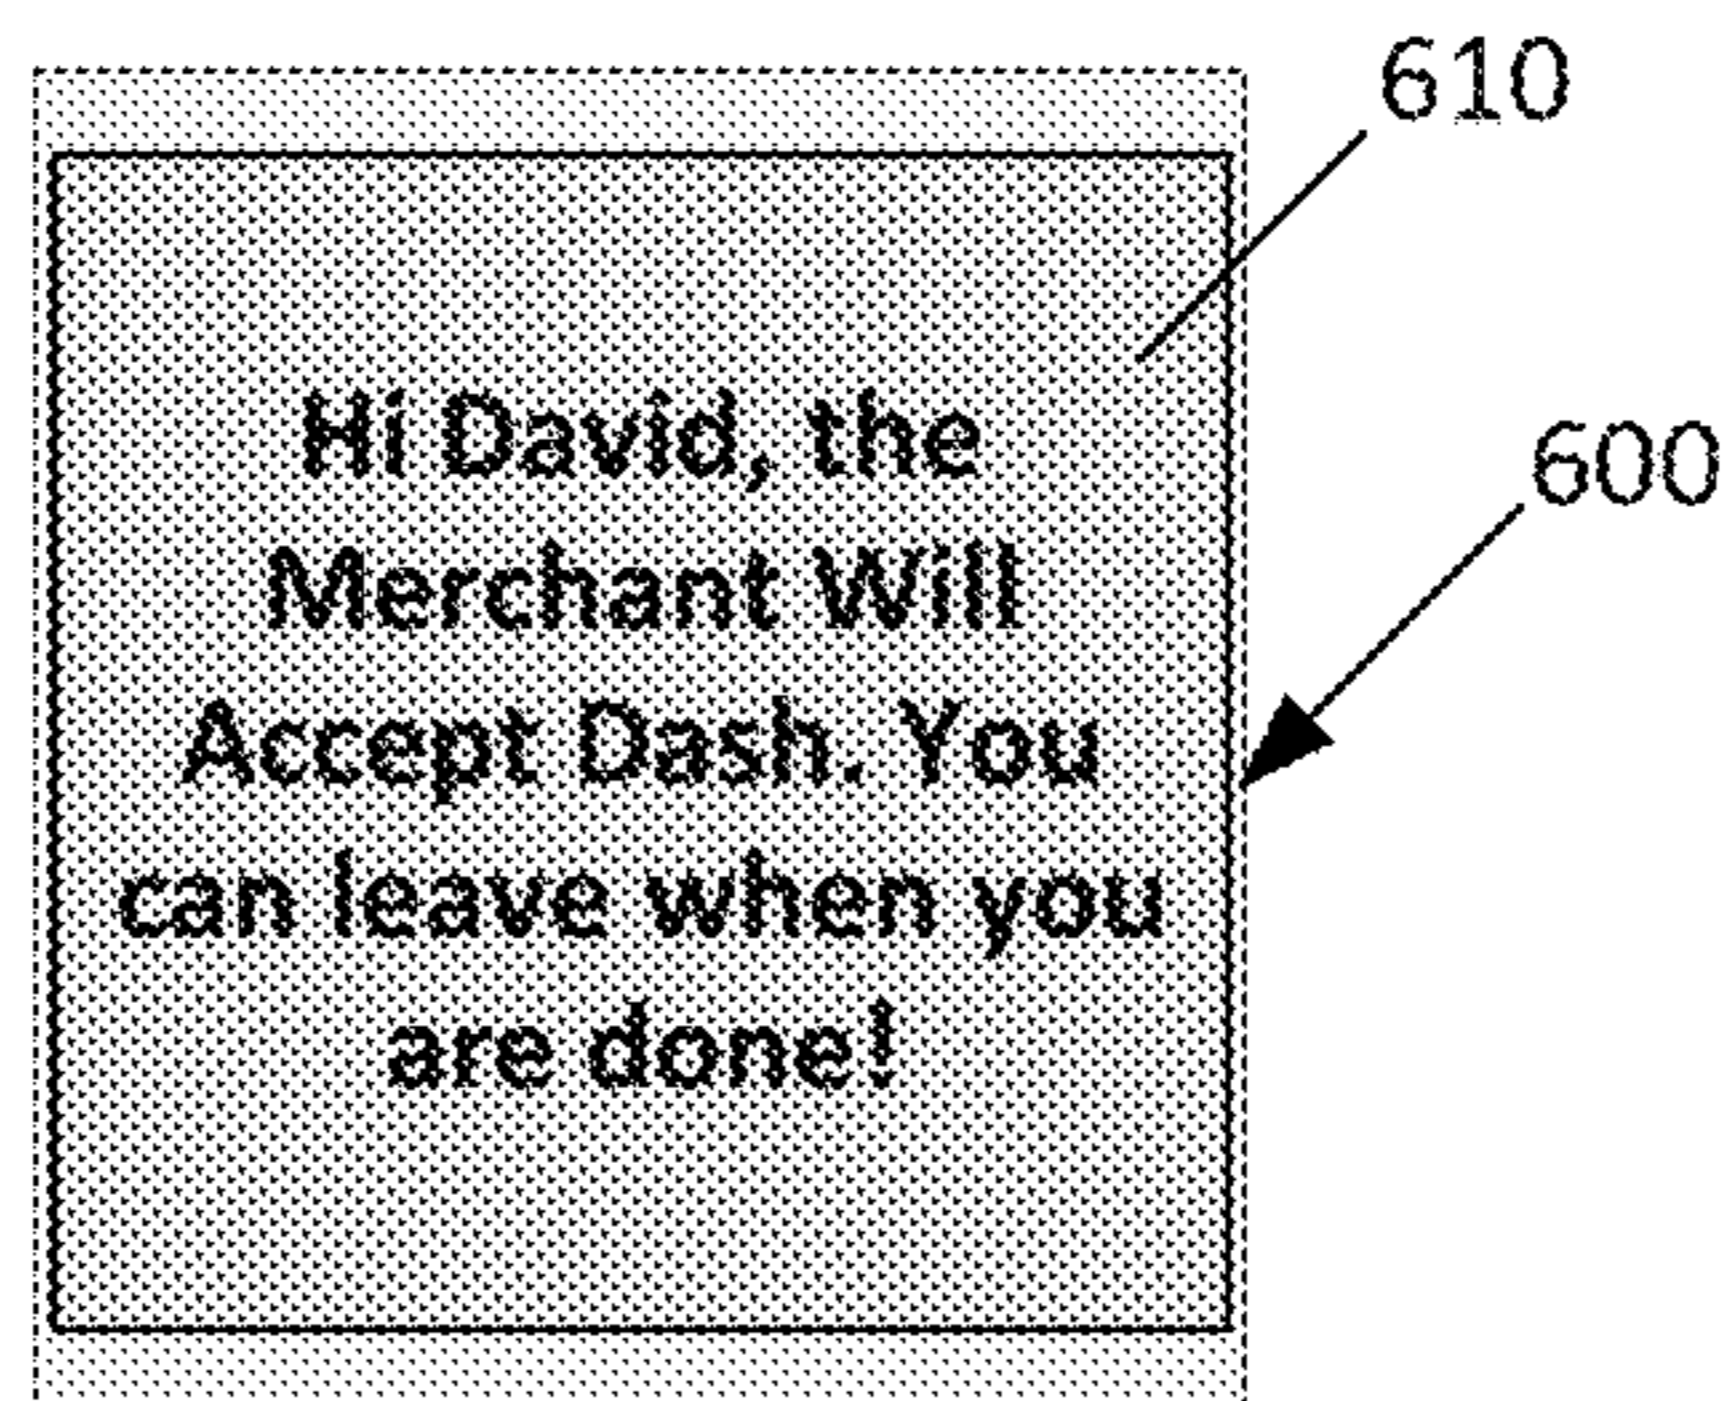 610
Hi David, the
600
Merchant Will
Accept Dash. You
can leave when you
are done!